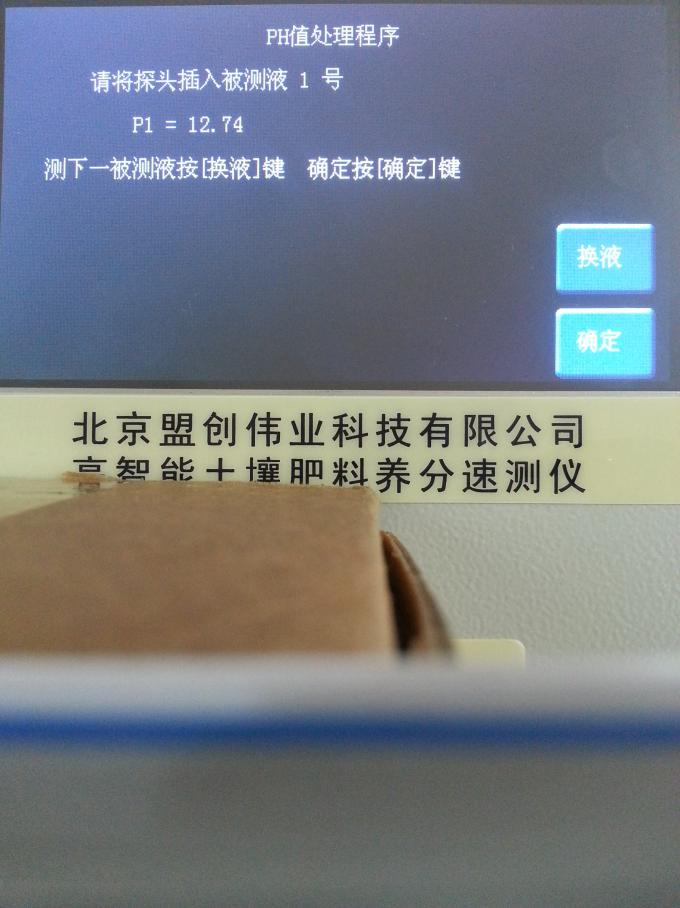 PH值处理程序
请将探头插入被测液 1 号
P1 = 12.74
测下一被测液按[换液]键 确定按[确定]键
换液
确定
北京盟创伟业科技有限公司
高智能土壤肥料养分速测仪